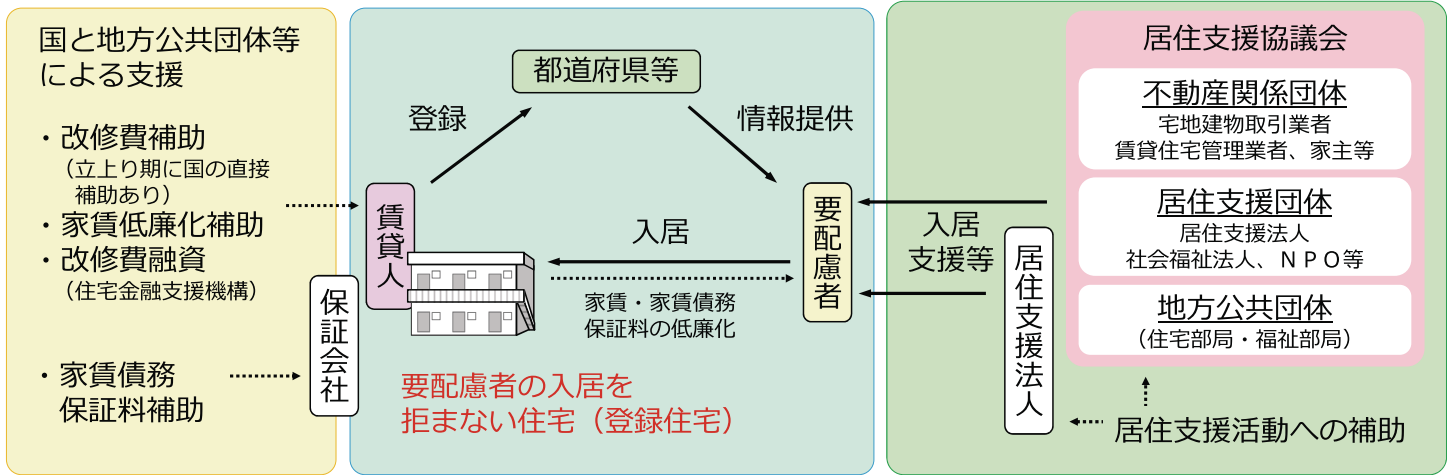 国と地方公共団体等
による支援
・改修費補助
（立上り期に国の直接
補助あり）
・家賃低廉化補助
・改修費融資
（住宅金融支援機構）
・家賃債務
保証料補助
保証会社
都道府県等
登録
情報提供
賃貸人
入居
家賃・家賃債務
保証料の低廉化
要配慮者
要配慮者の入居を
拒まない住宅（登録住宅）
入居
支援等
居住支援法人
居住支援協議会
不動産関係団体
宅地建物取引業者
賃貸住宅管理業者、家主等
居住支援団体
居住支援法人
社会福祉法人、ＮＰＯ等
地方公共団体
（住宅部局・福祉部局）
居住支援活動への補助